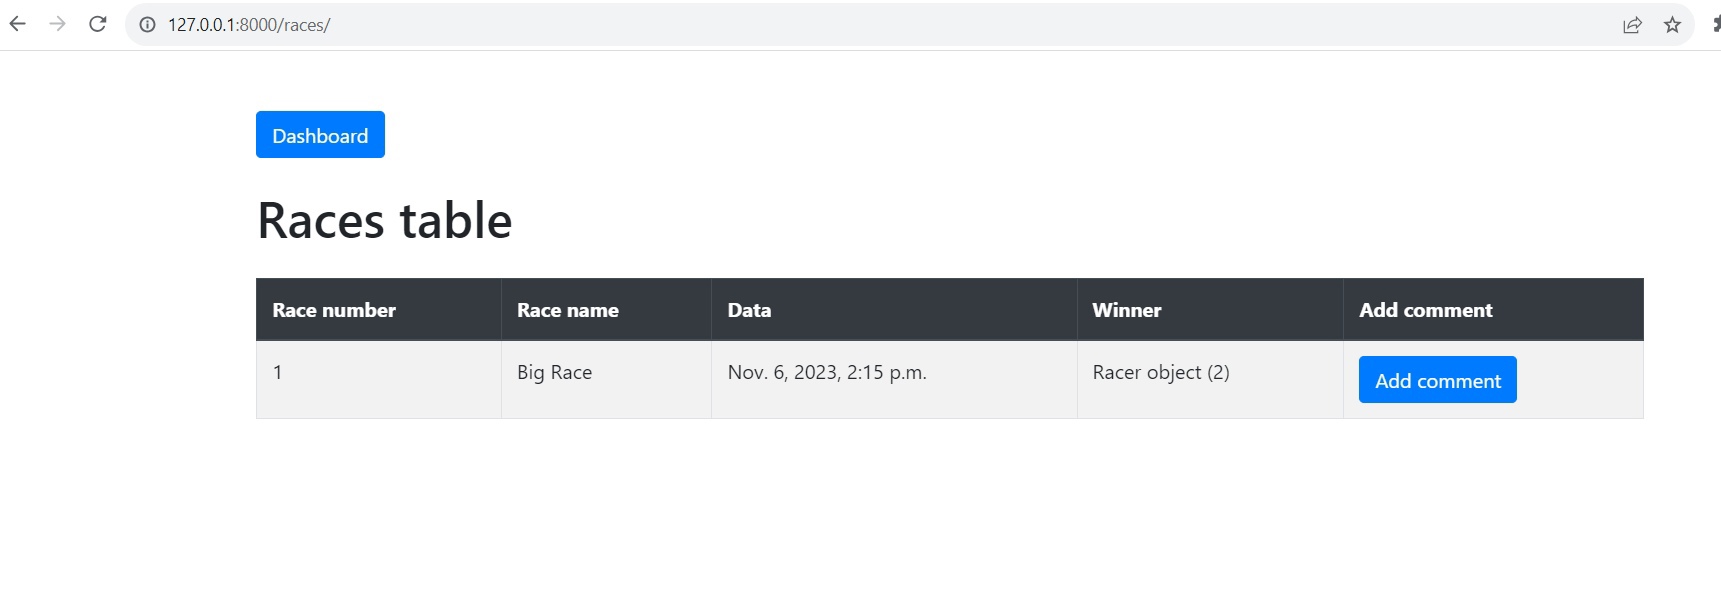 127.0.0.1:8000/races/
Dashboard
Races table
Race number Race name Data Winner Add comment
1 Big Race Nov. 6, 2023, 2:15 p.m. Racer object (2) Add comment